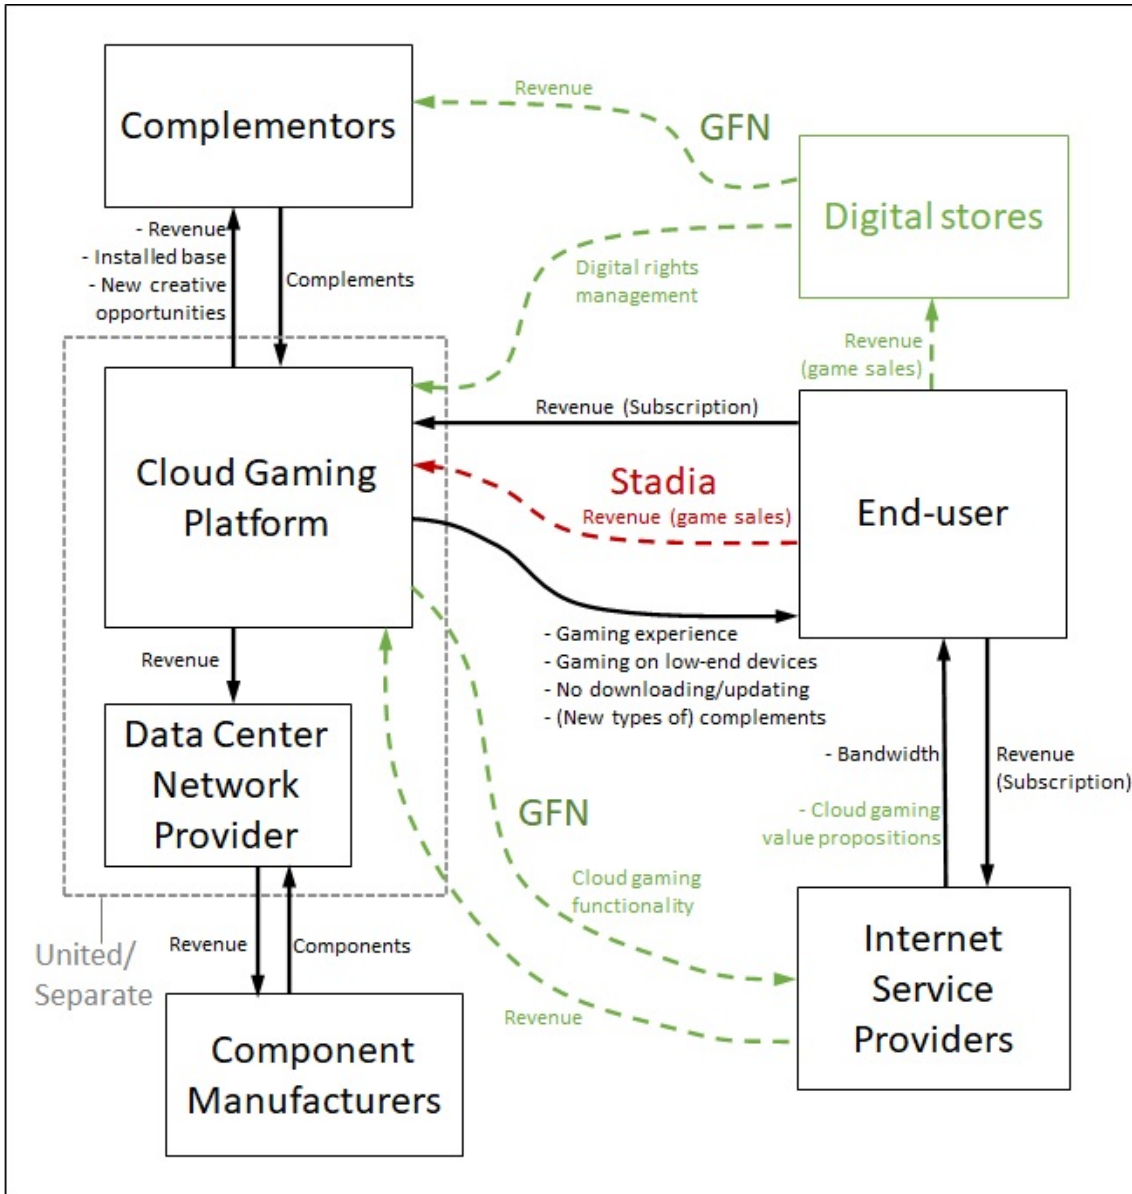 Complementors
Revenue
GFN
Digital stores
- Revenue
- Installed base
- New creative
opportunities
Complements
Digital rights
management
Revenue
(game sales)
Cloud Gaming
Platform
Revenue (Subscription)
Stadia
Revenue (game sales)
End-user
- Gaming experience
- Gaming on low-end devices
- No downloading/updating
- (New types of) complements
Revenue
Data Center
Network
Provider
- Bandwidth
Revenue
(Subscription)
- Cloud gaming
value propositions
GFN
Cloud gaming
functionality
United/
Separate
Revenue
Components
Revenue
Internet
Service
Providers
Component
Manufacturers